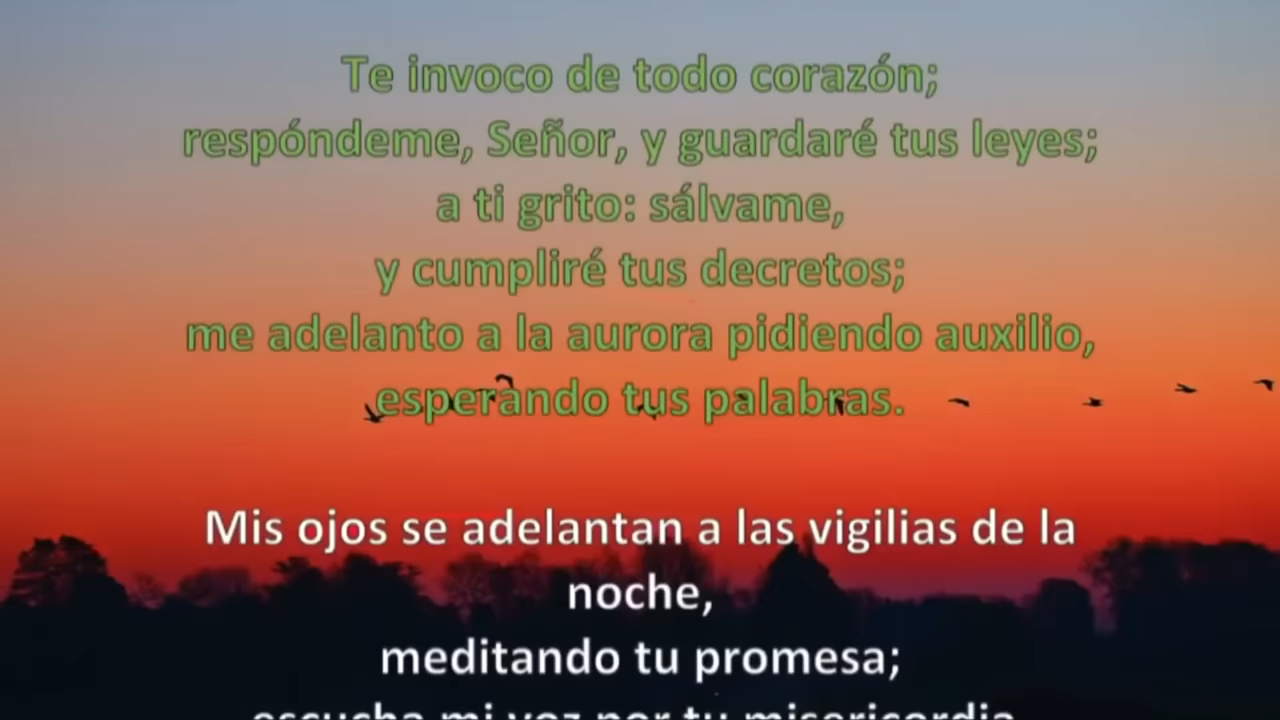 Te invoco de todo corazón;
respóndeme, Señor, y guardaré tus leyes;
a ti grito: sálvame,
y cumpliré tus decretos;
me adelanto a la aurora pidiendo auxilio,
esperando tus palabras.
Mis ojos se adelantan a las vigilias de la
noche,
meditando tu promesa;
escucha mi voz por tu misericordia